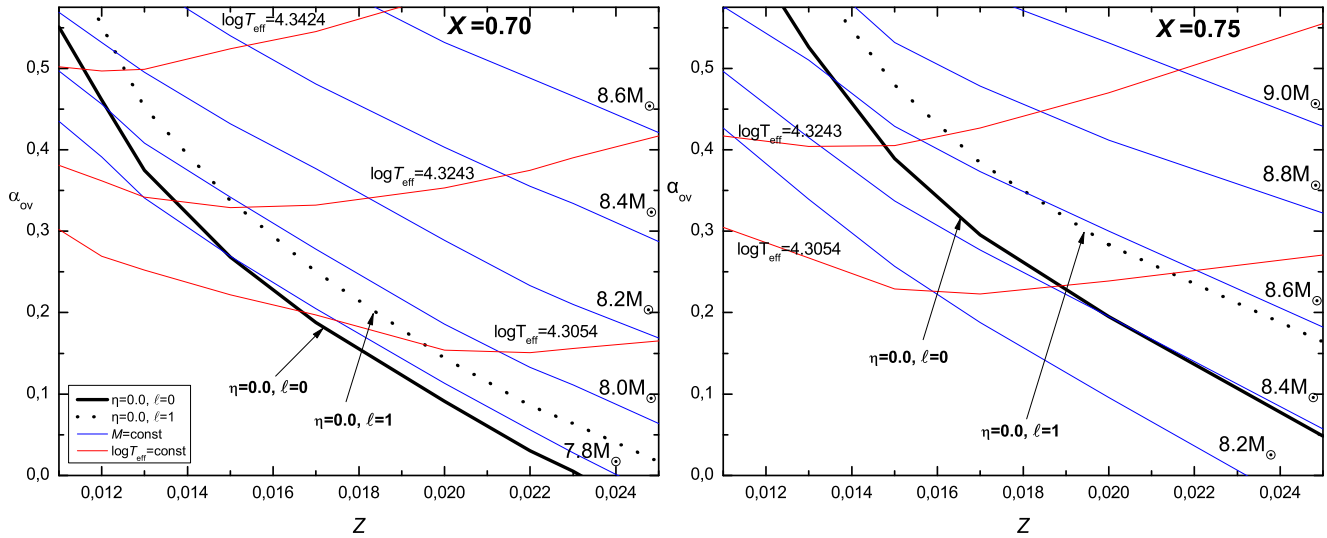 X=0.70
logTeff=4.3424
8.6M☉
logTeff=4.3243
8.4M☉
8.2M☉
logTeff=4.3054
8.0M☉
7.8M☉
η=0.0, ℓ=0
η=0.0, ℓ=1
η=0.0, ℓ=0
η=0.0, ℓ=1
M=const
logTeff=const
αov
0,5
0,4
0,3
0,2
0,1
0,0
0,012 0,014 0,016 0,018 0,020 0,022 0,024
Z
X=0.75
9.0M☉
logTeff=4.3243
8.8M☉
logTeff=4.3054
8.6M☉
η=0.0, ℓ=0
8.4M☉
η=0.0, ℓ=1
8.2M☉
αov
0,5
0,4
0,3
0,2
0,1
0,0
0,012 0,014 0,016 0,018 0,020 0,022 0,024
Z